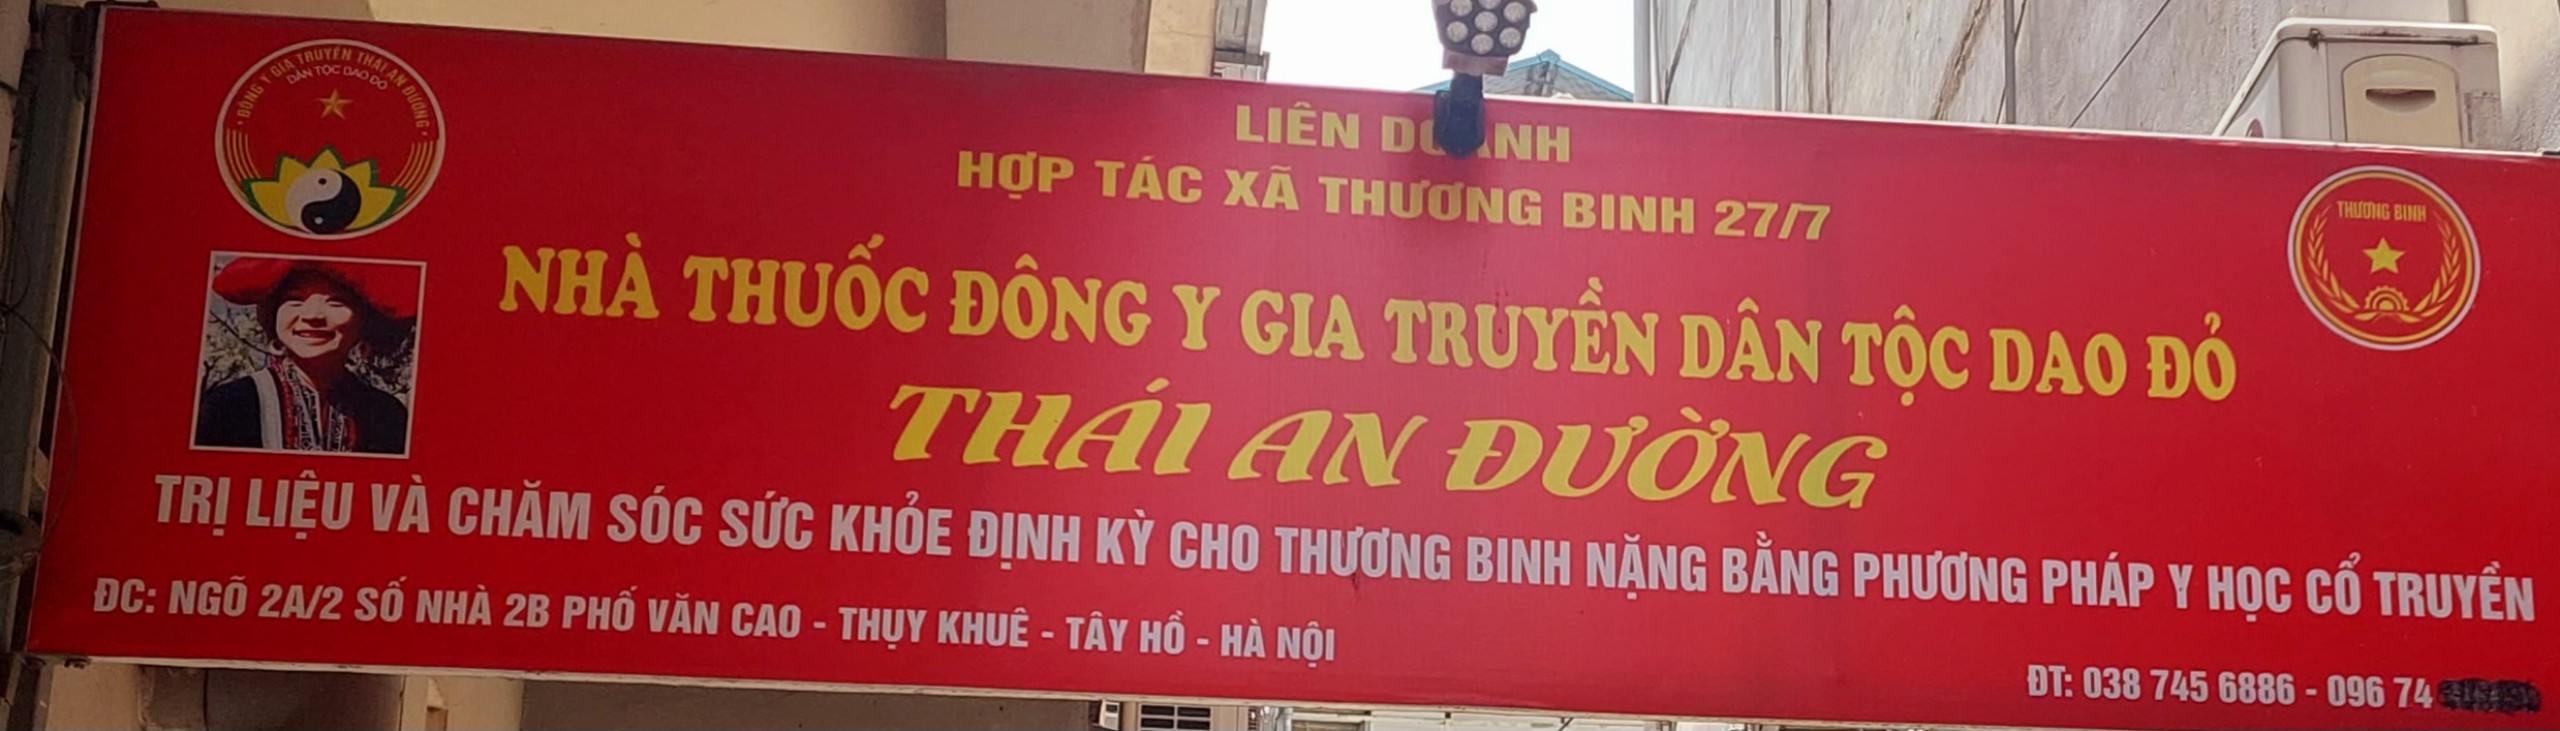 ĐÔNG Y GIA TRUYỀN THÁI AN ĐƯỜNG
DÂN TỘC DAO ĐỎ
LIÊN DOANH
HỢP TÁC XÃ THƯƠNG BINH 27/7
THƯƠNG BINH
NHÀ THUỐC ĐÔNG Y GIA TRUYỀN DÂN TỘC DAO ĐỎ
THÁI AN ĐƯỜNG
TRỊ LIỆU VÀ CHĂM SÓC SỨC KHỎE ĐỊNH KỲ CHO THƯƠNG BINH NẶNG BẰNG PHƯƠNG PHÁP Y HỌC CỔ TRUYỀN
ĐC: NGÕ 2A/2 SỐ NHÀ 2B PHỐ VĂN CAO - THỤY KHUÊ - TÂY HỒ - HÀ NỘI
ĐT: 038 745 6886 - 096 74